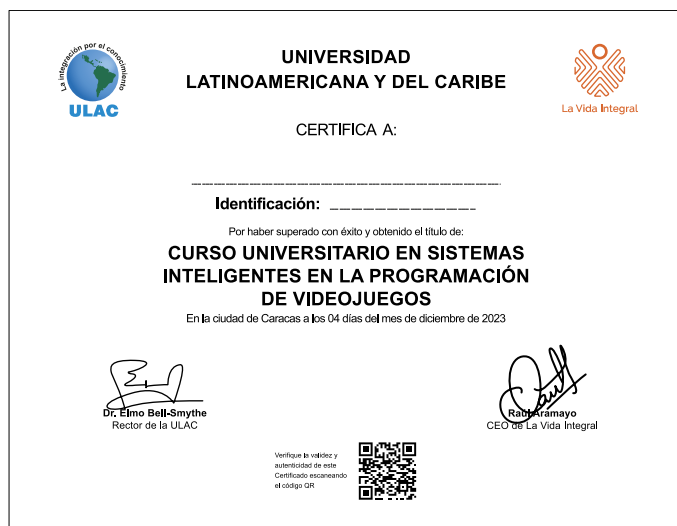 La integración por el conocimiento
ULAC
UNIVERSIDAD
LATINOAMERICANA Y DEL CARIBE
La Vida Integral
CERTIFICA A:
Identificación:
Por haber superado con éxito y obtenido el título de:
CURSO UNIVERSITARIO EN SISTEMAS
INTELIGENTES EN LA PROGRAMACIÓN
DE VIDEOJUEGOS
En la ciudad de Caracas a los 04 días del mes de diciembre de 2023
Dr. Elmo Bell-Smythe
Rector de la ULAC
Raúl Aramayo
CEO de La Vida Integral
Verifique la validez y
autenticidad de este
Certificado escaneando
el código QR